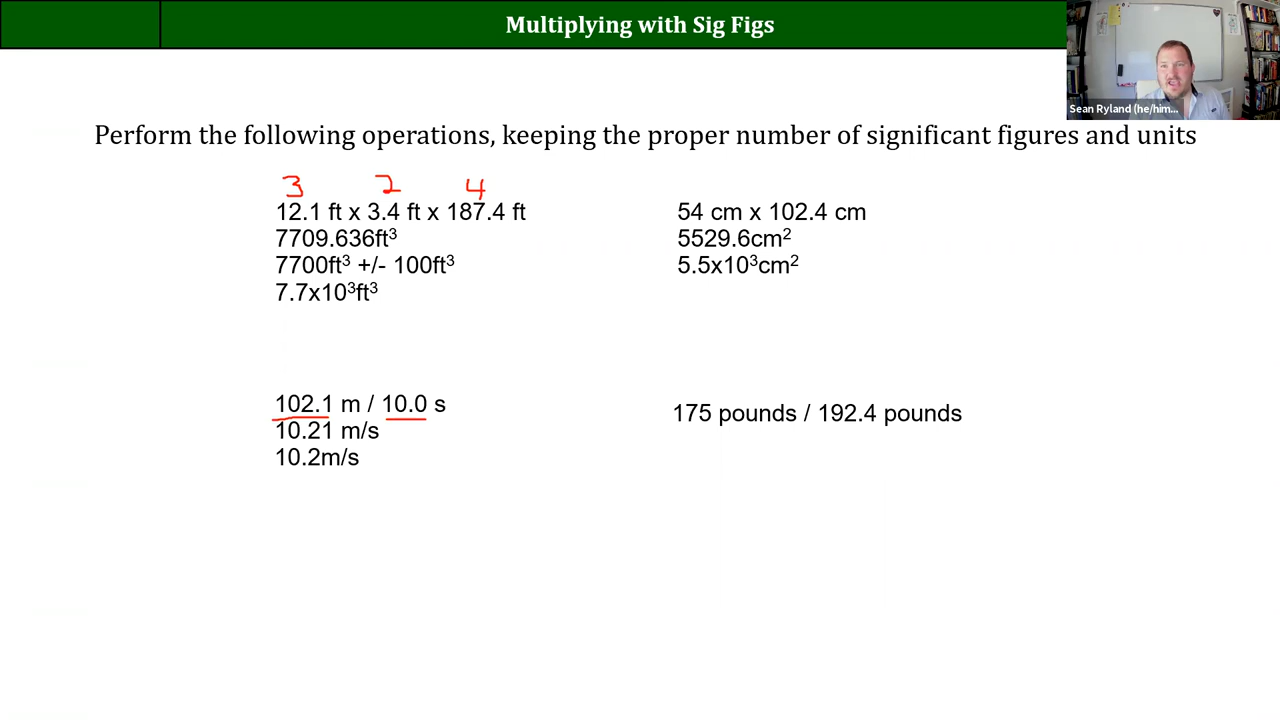 Multiplying with Sig Figs
Sean Ryland (he/him...
Perform the following operations, keeping the proper number of significant figures and units
3 2 4
12.1 ft x 3.4 ft x 187.4 ft
7709.636ft³
7700ft³ +/- 100ft³
7.7x10³ft³
54 cm x 102.4 cm
5529.6cm²
5.5x10³cm²
102.1 m / 10.0 s
10.21 m/s
10.2m/s
175 pounds / 192.4 pounds